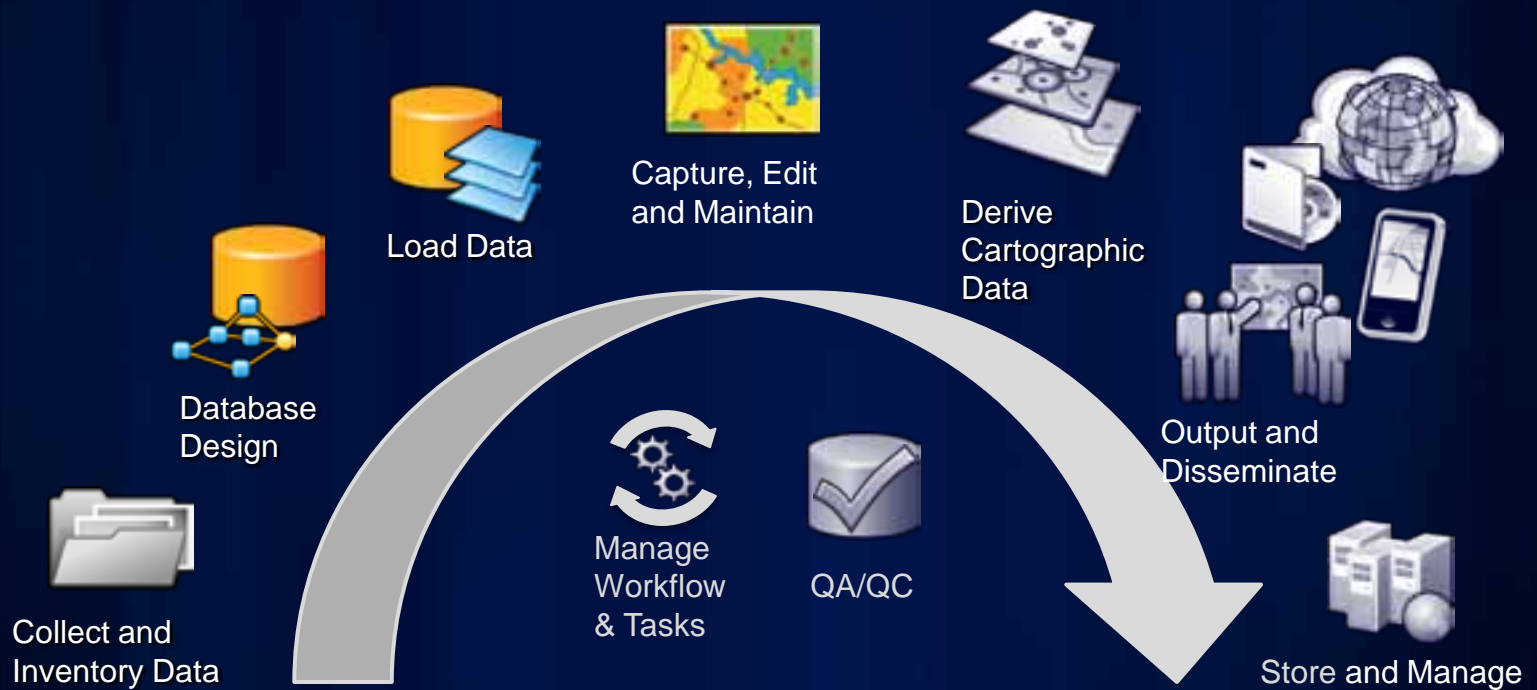 Collect and
Inventory Data
Database
Design
Load Data
Capture, Edit
and Maintain
Derive
Cartographic
Data
Output and
Disseminate
Store and Manage
Manage
Workflow
& Tasks
QA/QC